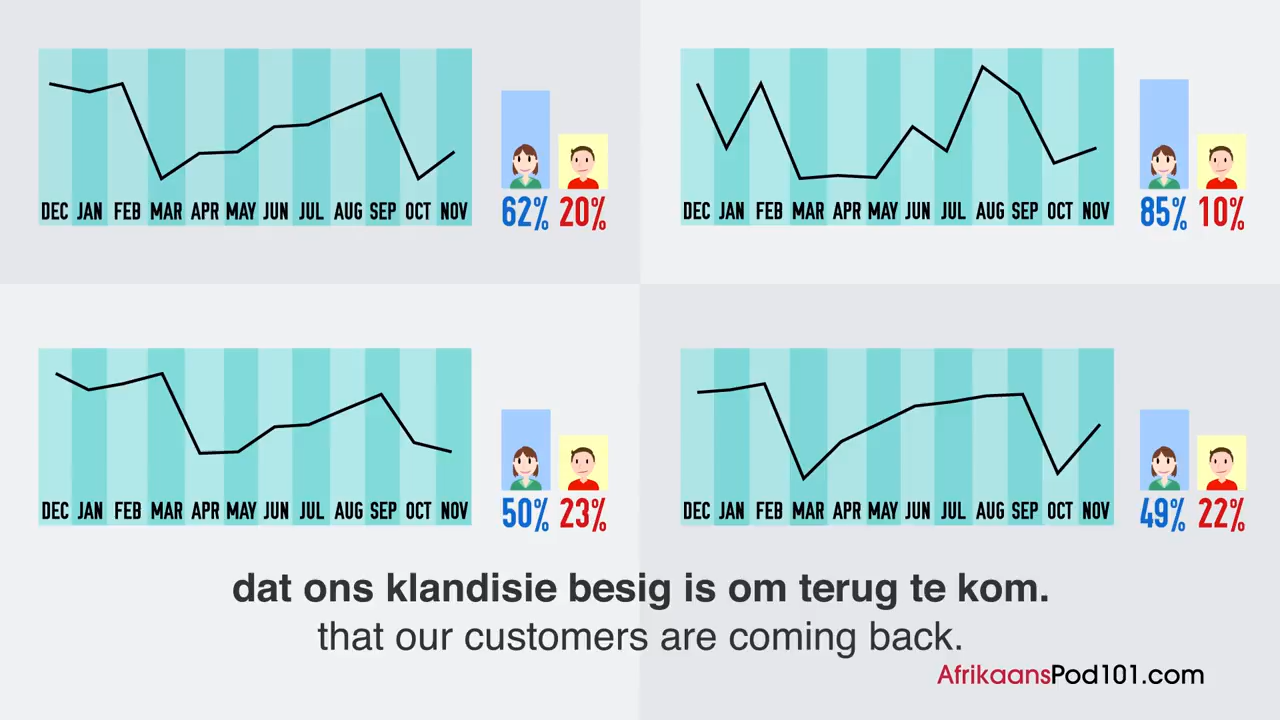 DEC JAN FEB MAR APR MAY JUN JUL AUG SEP OCT NOV
62% 20%
DEC JAN FEB MAR APR MAY JUN JUL AUG SEP OCT NOV
85% 10%
DEC JAN FEB MAR APR MAY JUN JUL AUG SEP OCT NOV
50% 23%
DEC JAN FEB MAR APR MAY JUN JUL AUG SEP OCT NOV
49% 22%
dat ons klandisie besig is om terug te kom.
that our customers are coming back.
AfrikaansPod101.com